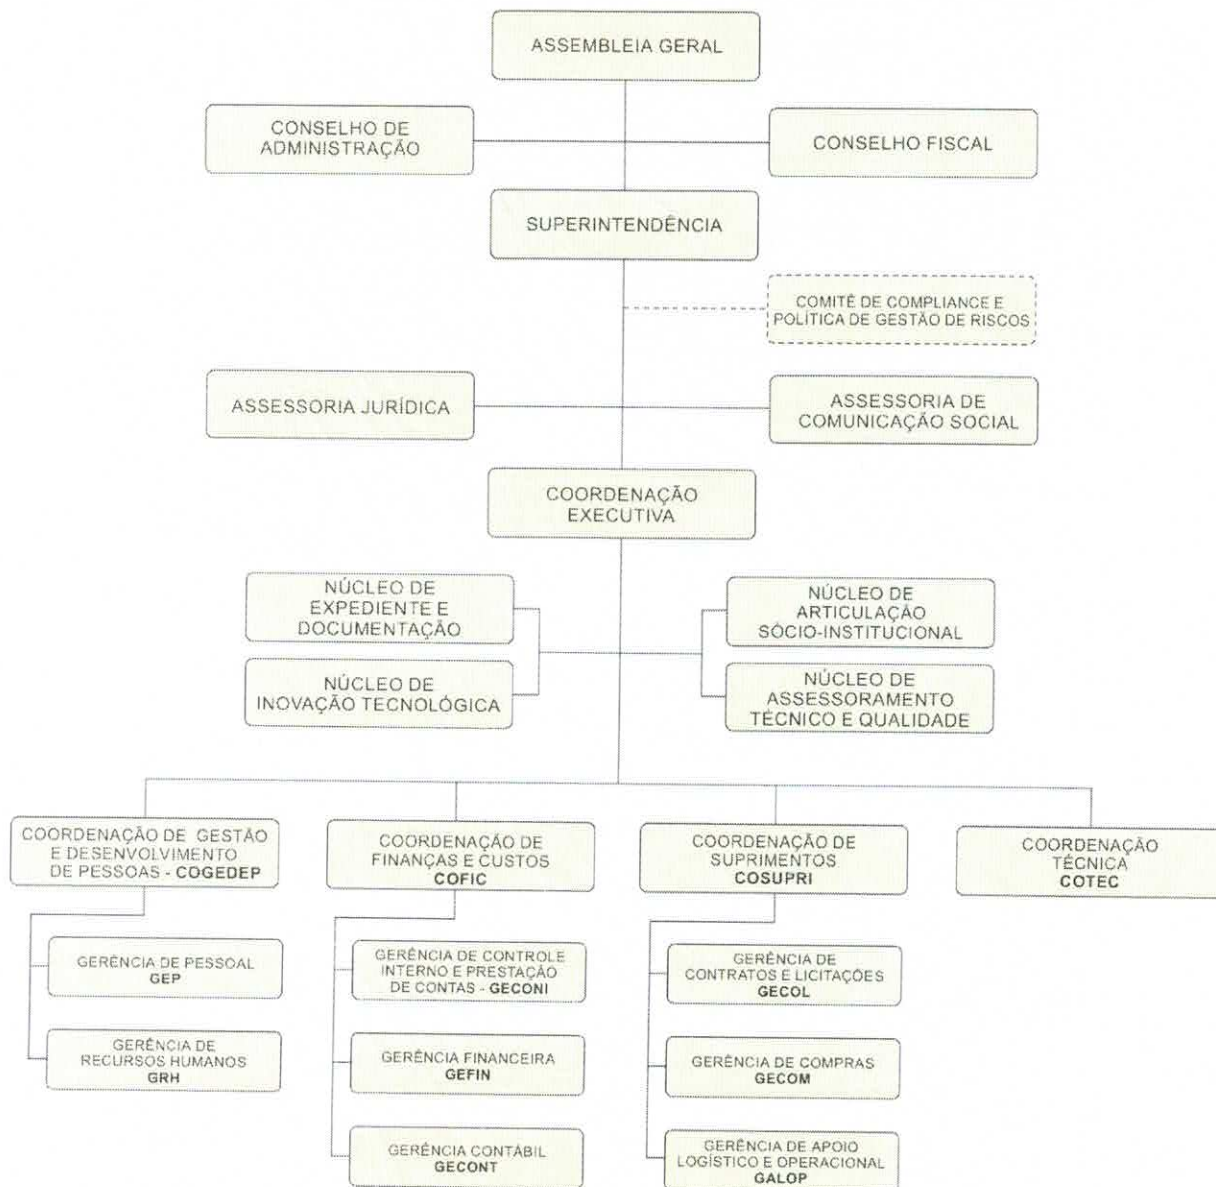 ASSEMBLEIA GERAL
CONSELHO DE
ADMINISTRAÇÃO
CONSELHO FISCAL
SUPERINTENDÊNCIA
COMITÊ DE COMPLIANCE E
POLÍTICA DE GESTÃO DE RISCOS
ASSESSORIA JURÍDICA
ASSESSORIA DE
COMUNICAÇÃO SOCIAL
COORDENAÇÃO
EXECUTIVA
NÚCLEO DE
EXPEDIENTE E
DOCUMENTAÇÃO
NÚCLEO DE
ARTICULAÇÃO
SÓCIO-INSTITUCIONAL
NÚCLEO DE
INOVAÇÃO TECNOLÓGICA
NÚCLEO DE
ASSESSORAMENTO
TÉCNICO E QUALIDADE
COORDENAÇÃO DE GESTÃO
E DESENVOLVIMENTO
DE PESSOAS - COGEDEP
COORDENAÇÃO DE
FINANÇAS E CUSTOS
COFIC
COORDENAÇÃO DE
SUPRIMENTOS
COSUPRI
COORDENAÇÃO
TÉCNICA
COTEC
GERÊNCIA DE PESSOAL
GEP
GERÊNCIA DE
RECURSOS HUMANOS
GRH
GERÊNCIA DE CONTROLE
INTERNO E PRESTAÇÃO
DE CONTAS - GECONI
GERÊNCIA FINANCEIRA
GEFIN
GERÊNCIA CONTÁBIL
GECONT
GERÊNCIA DE
CONTRATOS E LICITAÇÕES
GECOL
GERÊNCIA DE COMPRAS
GECOM
GERÊNCIA DE APOIO
LOGÍSTICO E OPERACIONAL
GALOP